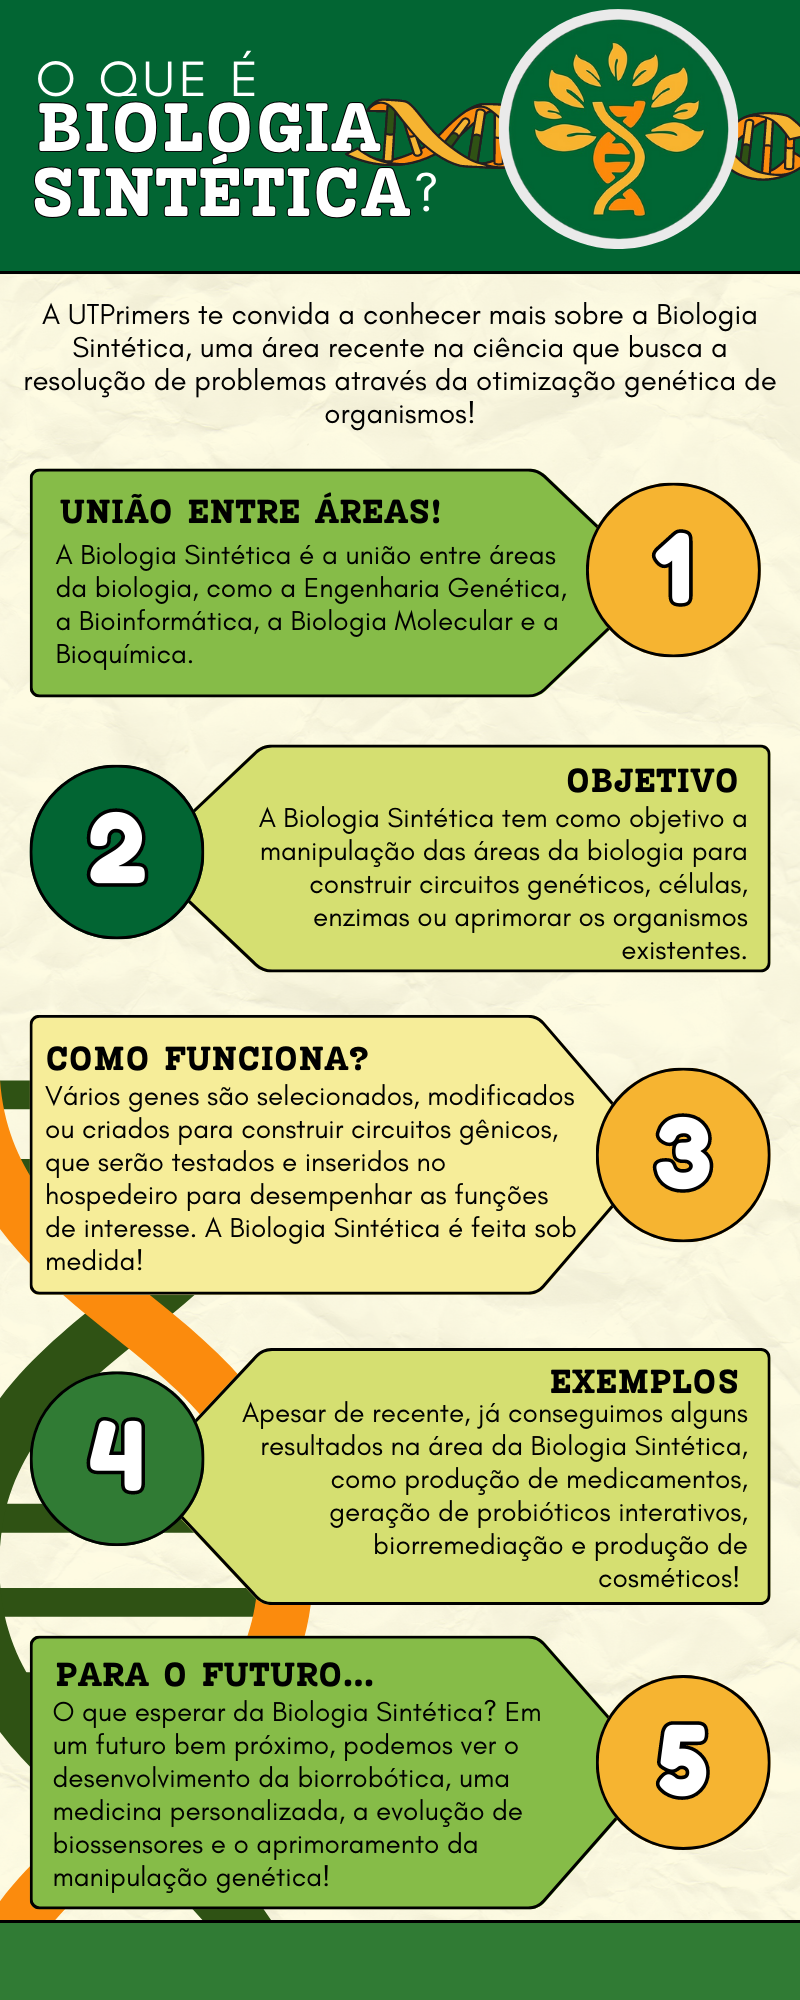 O QUE É
BIOLOGIA
SINTÉTICA?
A UTPrimers te convida a conhecer mais sobre a Biologia
Sintética, uma área recente na ciência que busca a
resolução de problemas através da otimização genética de
organismos!
UNIÃO ENTRE ÁREAS!
A Biologia Sintética é a união entre áreas
da biologia, como a Engenharia Genética,
a Bioinformática, a Biologia Molecular e a
Bioquímica.
1
OBJETIVO
A Biologia Sintética tem como objetivo a
manipulação das áreas da biologia para
construir circuitos genéticos, células,
enzimas ou aprimorar os organismos
existentes.
2
COMO FUNCIONA?
Vários genes são selecionados, modificados
ou criados para construir circuitos gênicos,
que serão testados e inseridos no
hospedeiro para desempenhar as funções
de interesse. A Biologia Sintética é feita sob
medida!
3
EXEMPLOS
Apesar de recente, já conseguimos alguns
resultados na área da Biologia Sintética,
como produção de medicamentos,
geração de probióticos interativos,
biorremediação e produção de
cosméticos!
4
PARA O FUTURO...
O que esperar da Biologia Sintética? Em
um futuro bem próximo, podemos ver o
desenvolvimento da biorrobótica, uma
medicina personalizada, a evolução de
biossensores e o aprimoramento da
manipulação genética!
5